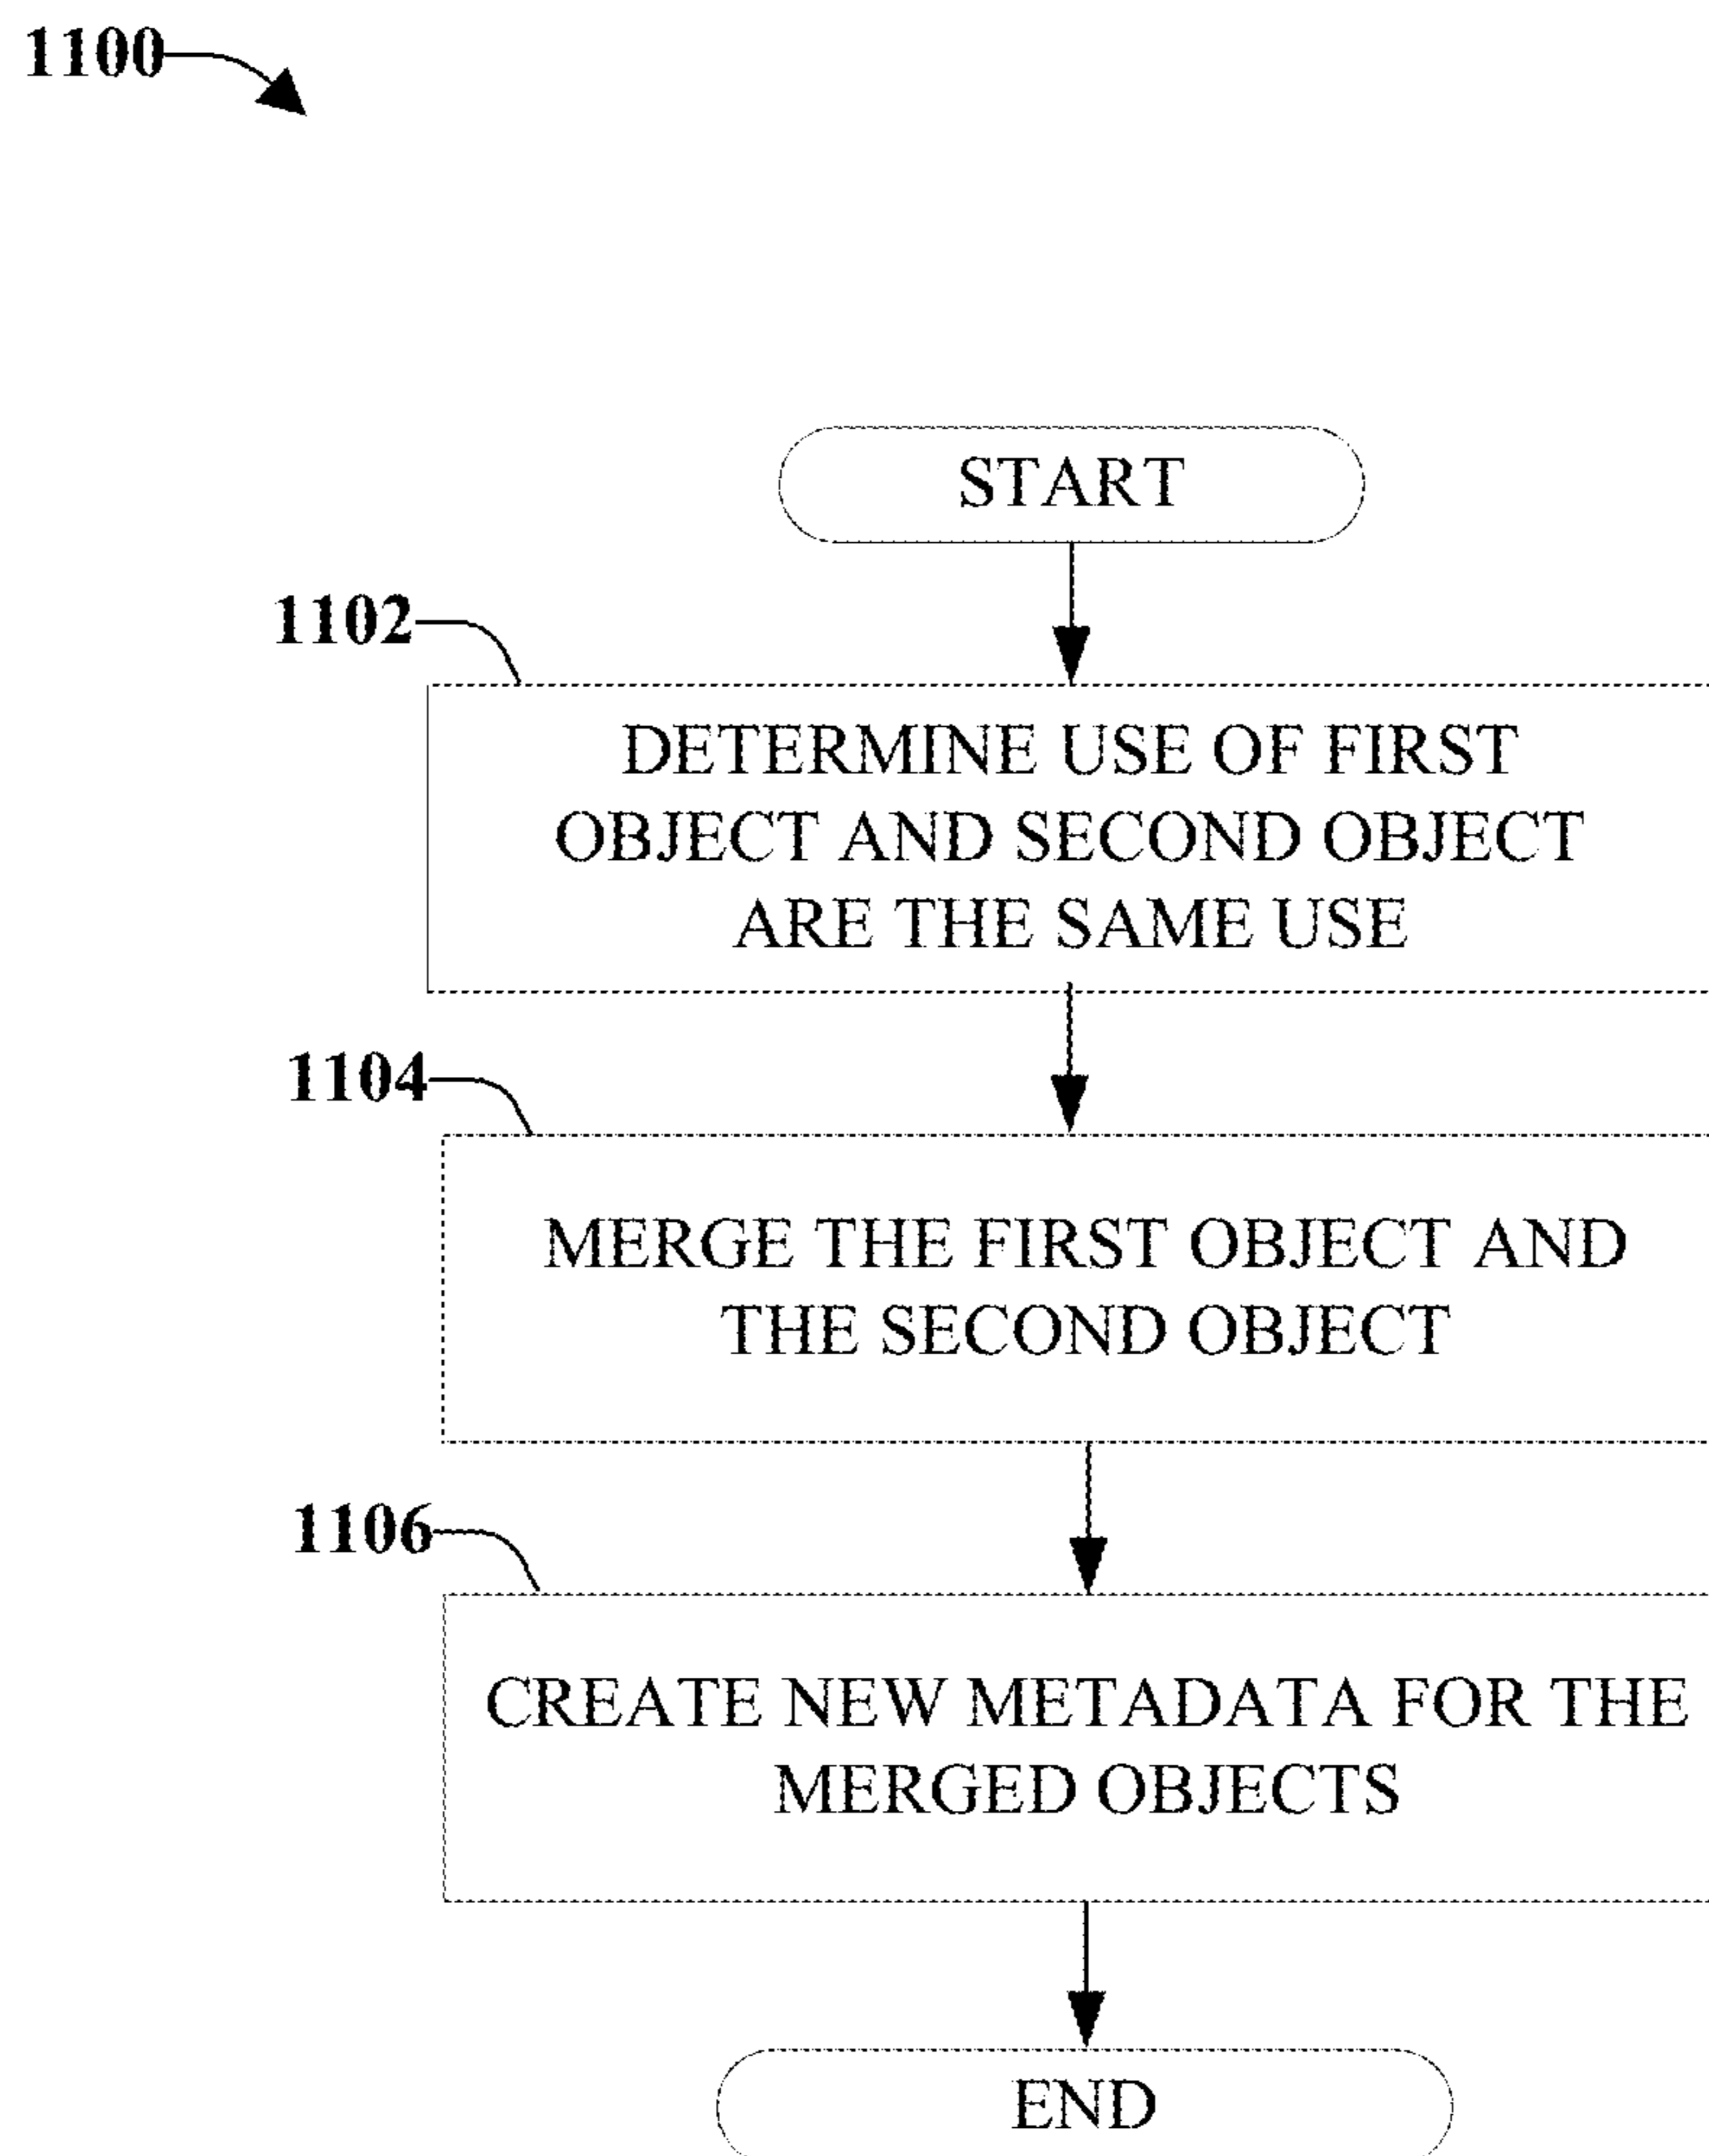 1100
START
1102
DETERMINE USE OF FIRST
OBJECT AND SECOND OBJECT
ARE THE SAME USE
1104
MERGE THE FIRST OBJECT AND
THE SECOND OBJECT
1106
CREATE NEW METADATA FOR THE
MERGED OBJECTS
END